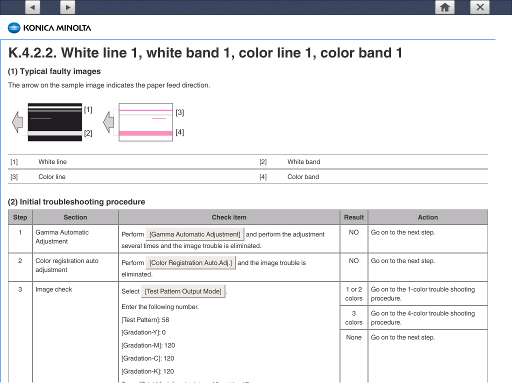 KONICA MINOLTA
K.4.2.2. White line 1, white band 1, color line 1, color band 1
(1) Typical faulty images
The arrow on the sample image indicates the paper feed direction.
[1]
[2]
[3]
[4]
[1] White line [2] White band
[3] Color line [4] Color band
(2) Initial troubleshooting procedure
Step Section Check item Result Action
1 Gamma Automatic Adjustment
Perform [Gamma Automatic Adjustment] and perform the adjustment
several times and the image trouble is eliminated.
NO Go on to the next step.
2 Color registration auto
adjustment
Perform [Color Registration Auto.Adj.] and the image trouble is
eliminated.
NO Go on to the next step.
3 Image check
Select [Test Pattern Output Mode] .
Enter the following number.
[Test Pattern]: 58
[Gradation-Y]: 0
[Gradation-M]: 120
[Gradation-C]: 120
[Gradation-K]: 120
1 or 2
colors
Go on to the 1-color trouble shooting
procedure.
3
colors
Go on to the 4-color trouble shooting
procedure.
None Go on to the next step.